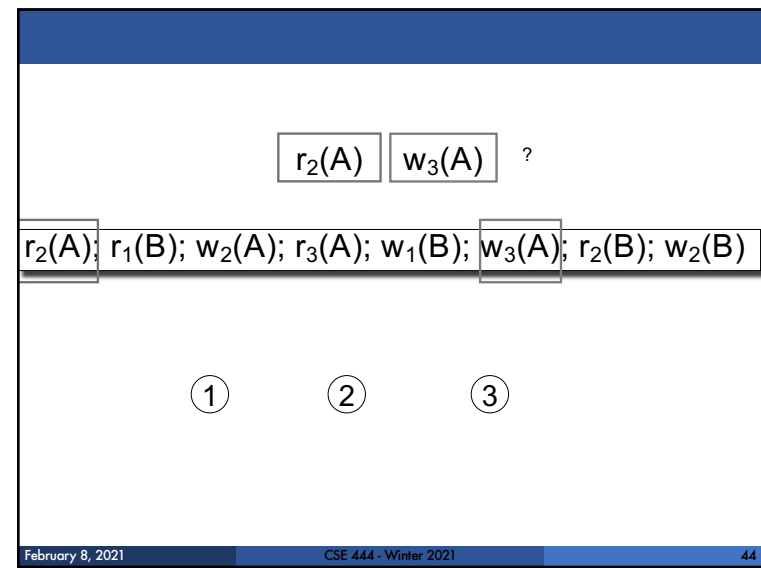 r₂(A) w₃(A) ?
r₂(A); r₁(B); w₂(A); r₃(A); w₁(B); w₃(A); r₂(B); w₂(B)
1 2 3
February 8, 2021 CSE 444 - Winter 2021 44